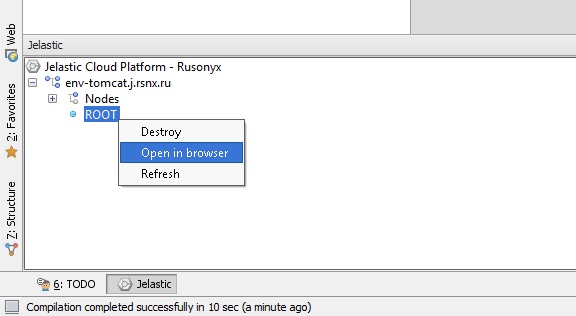 Web
2: Favorites
Z: Structure
Jelastic
Jelastic Cloud Platform - Rusonyx
env-tomcat.j.rsnx.ru
Nodes
ROOT
Destroy
Open in browser
Refresh
6: TODO
Jelastic
Compilation completed successfully in 10 sec (a minute ago)